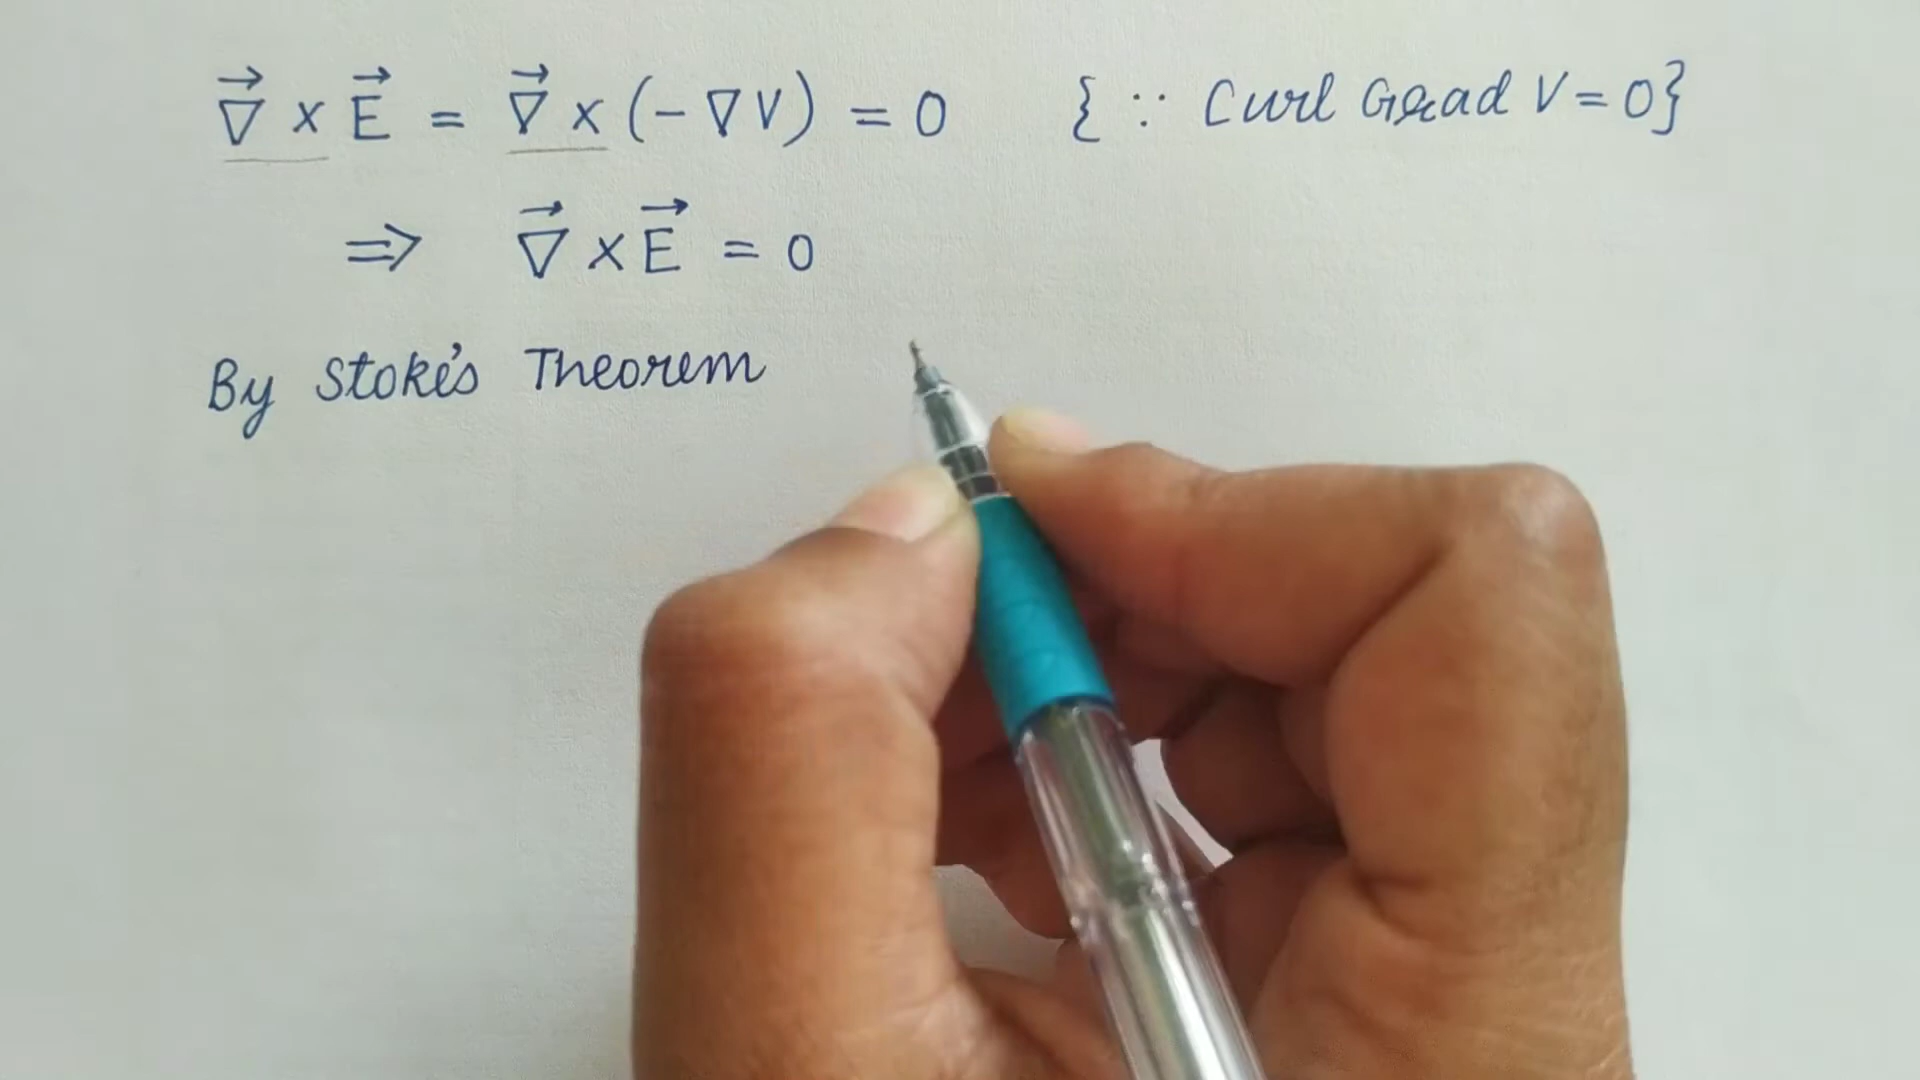 ∇⃗ × E⃗ = ∇⃗ × (- ∇V) = 0 {∵ Curl Grad V = 0}
⇒ ∇⃗ × E⃗ = 0
By Stoke's Theorem